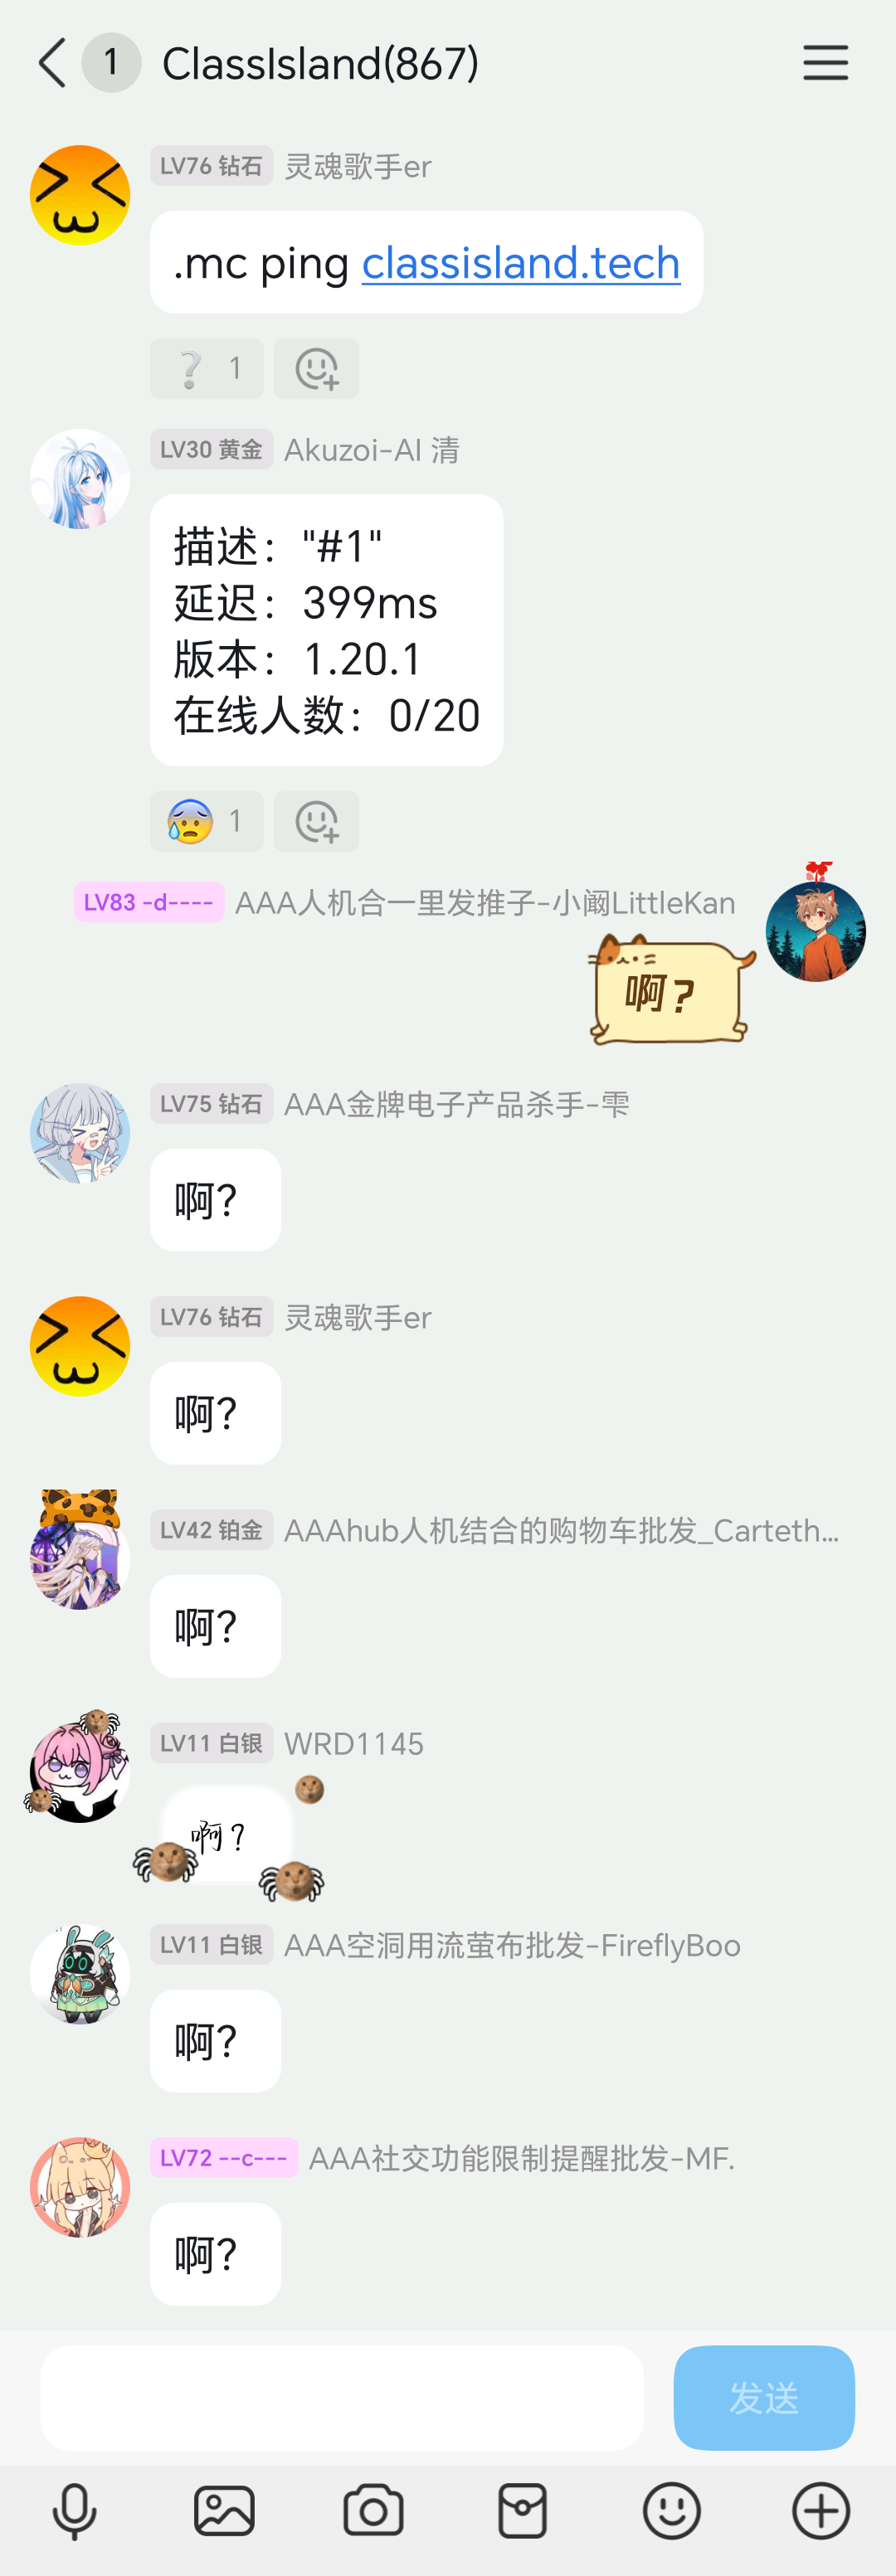 1 ClassIsland(867)
LV76 钻石 灵魂歌手er
.mc ping classisland.tech
❔ 1
LV30 黄金 Akuzoi-AI 清
描述："#1"
延迟：399ms
版本：1.20.1
在线人数：0/20
😰 1
LV83 -d---- AAA人机合一里发推子-小阚LittleKan
啊？
LV75 钻石 AAA金牌电子产品杀手-雫
啊？
LV76 钻石 灵魂歌手er
啊？
LV42 铂金 AAAhub人机结合的购物车批发_Carteth...
啊？
LV11 白银 WRD1145
啊？
LV11 白银 AAA空洞用流萤布批发-FireflyBoo
啊？
LV72 --c--- AAA社交功能限制提醒批发-MF.
啊？
发送